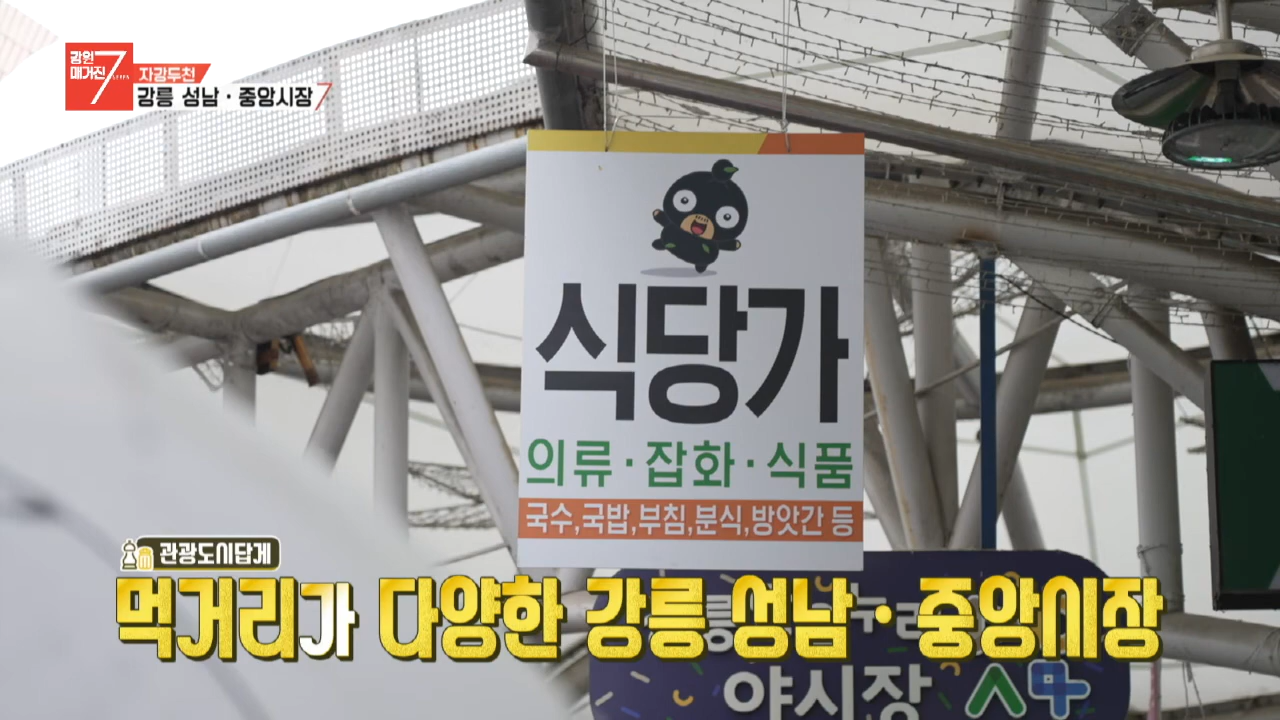 강원
매거진 7
자강두천
강릉 성남·중앙시장
식당가
의류·잡화·식품
국수,국밥,부침,분식,방앗간 등
관광도시답게
먹거리가 다양한 강릉 성남·중앙시장
야시장